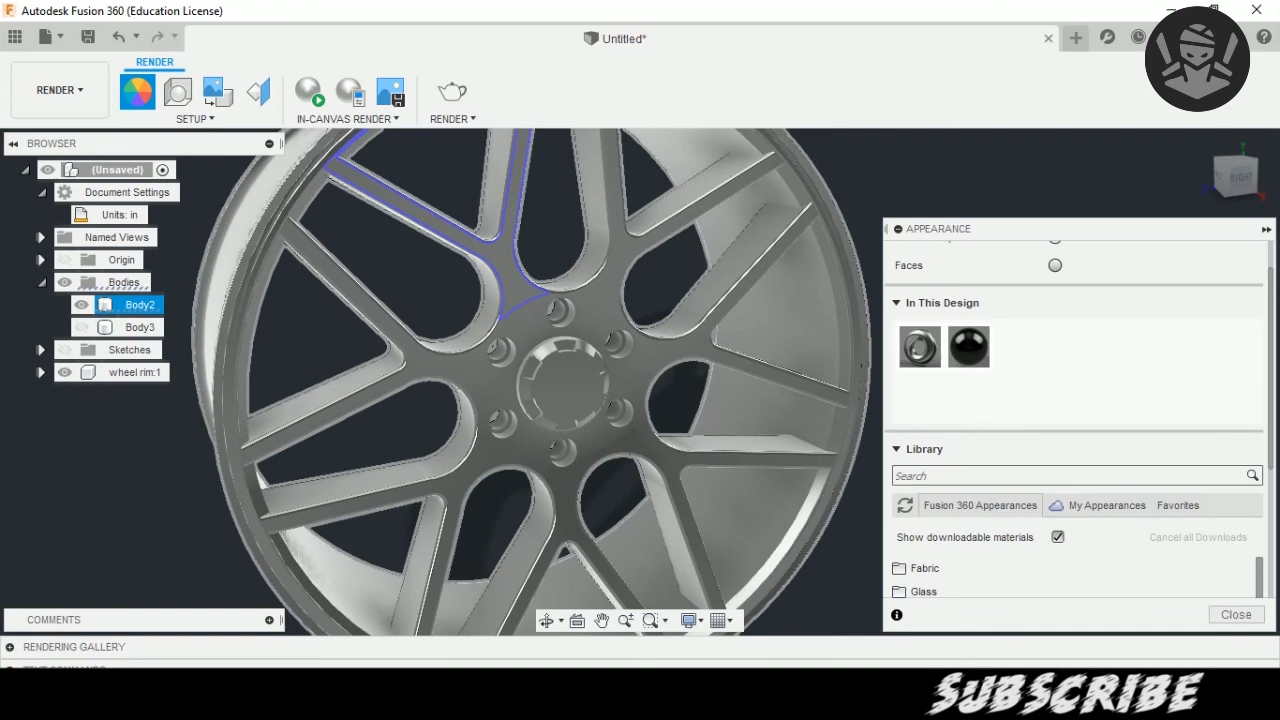 Autodesk Fusion 360 (Education License)
Untitled*
RENDER
RENDER
SETUP
IN-CANVAS RENDER
RENDER
BROWSER
(Unsaved)
Document Settings
Units: in
Named Views
Origin
Bodies
Body2
Body3
Sketches
wheel rim:1
RIGHT
APPEARANCE
Faces
In This Design
Library
Search
Fusion 360 Appearances
My Appearances
Favorites
Show downloadable materials
Cancel all Downloads
Fabric
Glass
Close
COMMENTS
RENDERING GALLERY
SUBSCRIBE